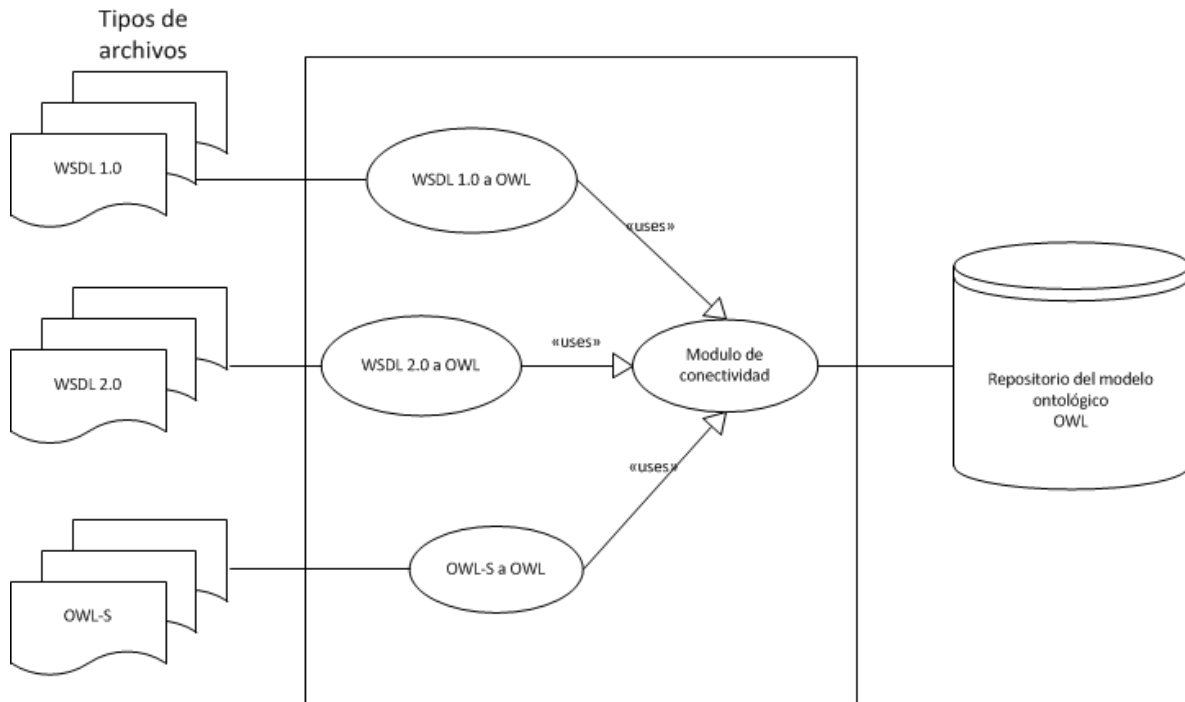 Tipos de
archivos
WSDL 1.0
WSDL 1.0 a OWL
«uses»
WSDL 2.0
WSDL 2.0 a OWL
«uses»
Modulo de
conectividad
Repositorio del modelo
ontológico
OWL
«uses»
OWL-S
OWL-S a OWL